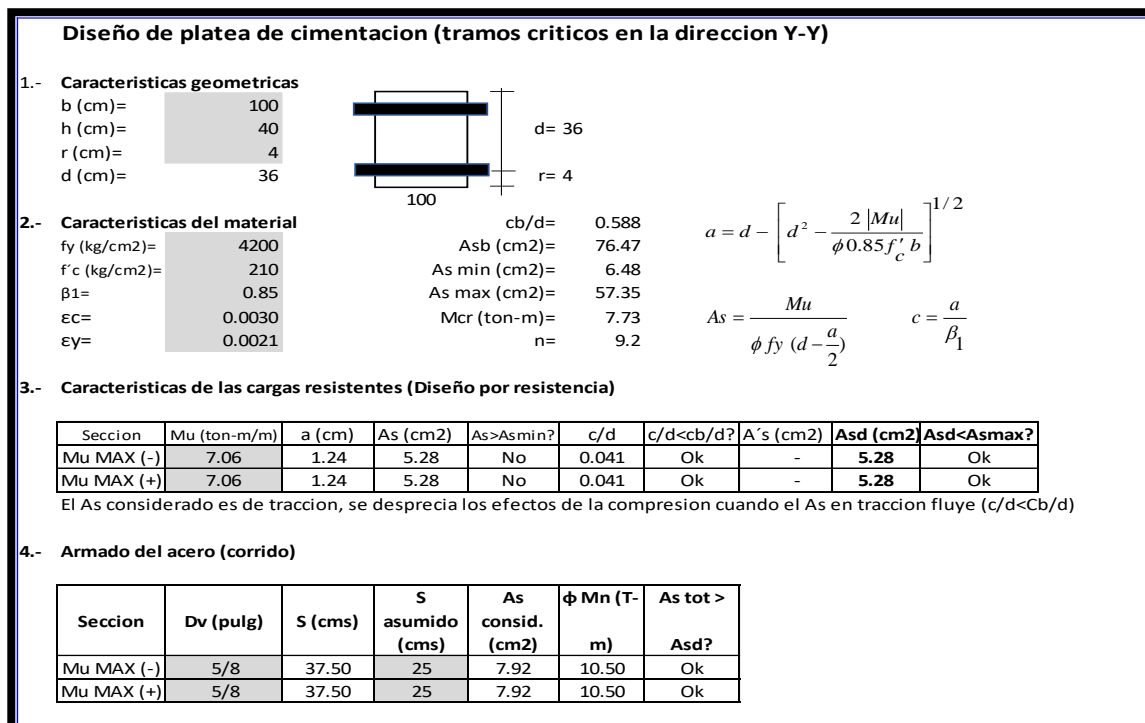 Diseño de platea de cimentacion (tramos criticos en la direccion Y-Y)
1.- Caracteristicas geometricas
b (cm)= 100
h (cm)= 40
r (cm)= 4
d (cm)= 36
d= 36
r= 4
100
2.- Caracteristicas del material
fy (kg/cm2)= 4200
f´c (kg/cm2)= 210
β1= 0.85
εc= 0.0030
εy= 0.0021
cb/d= 0.588
Asb (cm2)= 76.47
As min (cm2)= 6.48
As max (cm2)= 57.35
Mcr (ton-m)= 7.73
n= 9.2
a = d − [d² − 2 |Mu| / ϕ 0.85 f′c b]^1/2
As = Mu / ϕ fy (d − a/2)
c = a / β1
3.- Caracteristicas de las cargas resistentes (Diseño por resistencia)
Seccion Mu (ton-m/m) a (cm) As (cm2) As>Asmin? c/d c/d<cb/d? A´s (cm2) Asd (cm2) Asd<Asmax?
Mu MAX (-) 7.06 1.24 5.28 No 0.041 Ok - 5.28 Ok
Mu MAX (+) 7.06 1.24 5.28 No 0.041 Ok - 5.28 Ok
El As considerado es de traccion, se desprecia los efectos de la compresion cuando el As en traccion fluye (c/d<Cb/d)
4.- Armado del acero (corrido)
Seccion Dv (pulg) S (cms) S asumido (cms) As consid. (cm2) ϕ Mn (T-m) As tot > Asd?
Mu MAX (-) 5/8 37.50 25 7.92 10.50 Ok
Mu MAX (+) 5/8 37.50 25 7.92 10.50 Ok